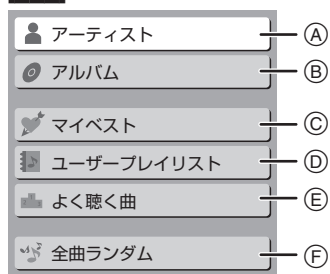 アーティスト Ⓐ
アルバム Ⓑ
マイベスト Ⓒ
ユーザープレイリスト Ⓓ
よく聴く曲 Ⓔ
全曲ランダム Ⓕ